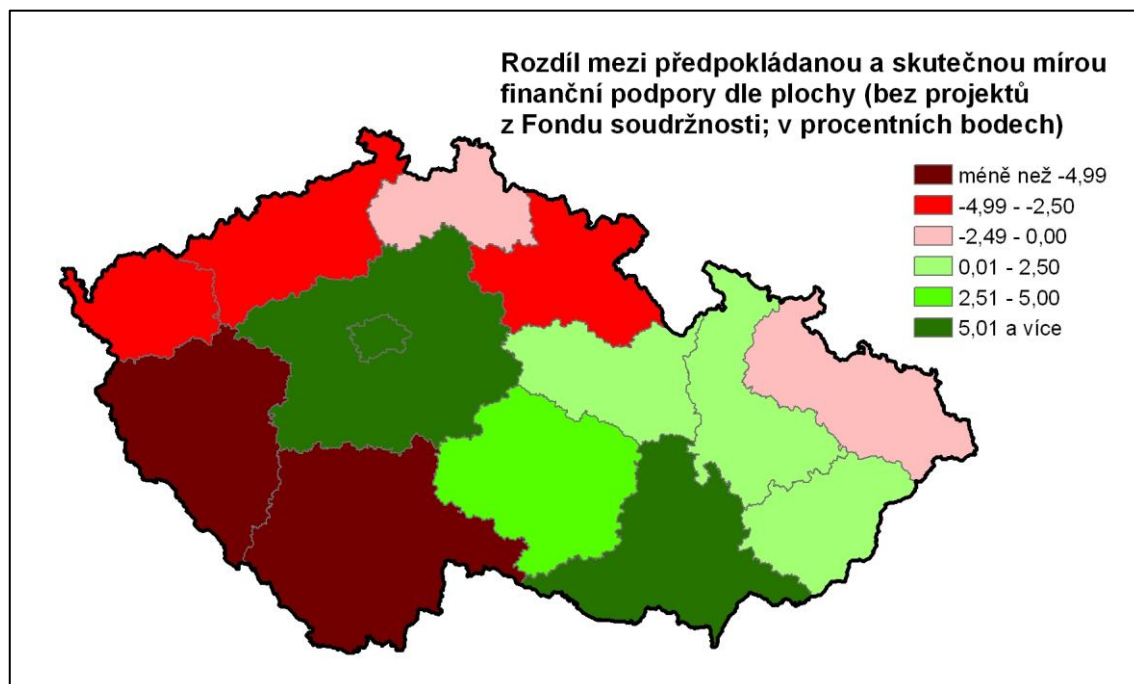 Rozdíl mezi předpokládanou a skutečnou mírou
finanční podpory dle plochy (bez projektů
z Fondu soudržnosti; v procentních bodech)
méně než -4,99
-4,99 - -2,50
-2,49 - 0,00
0,01 - 2,50
2,51 - 5,00
5,01 a více